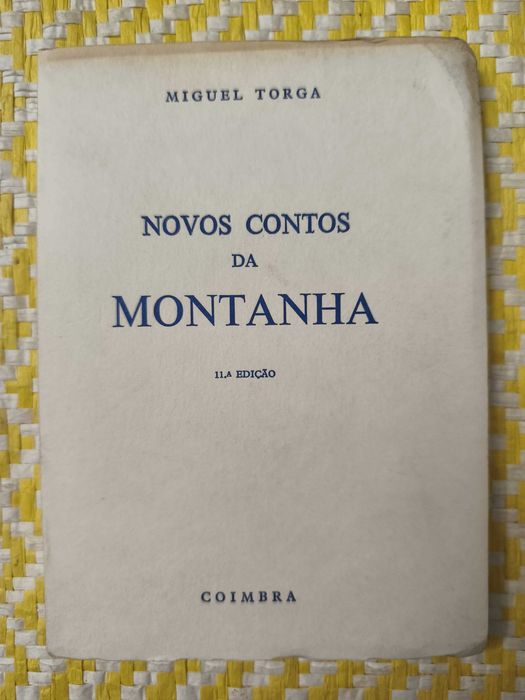 MIGUEL TORGA
NOVOS CONTOS
DA
MONTANHA
11.ª EDIÇÃO
COIMBRA